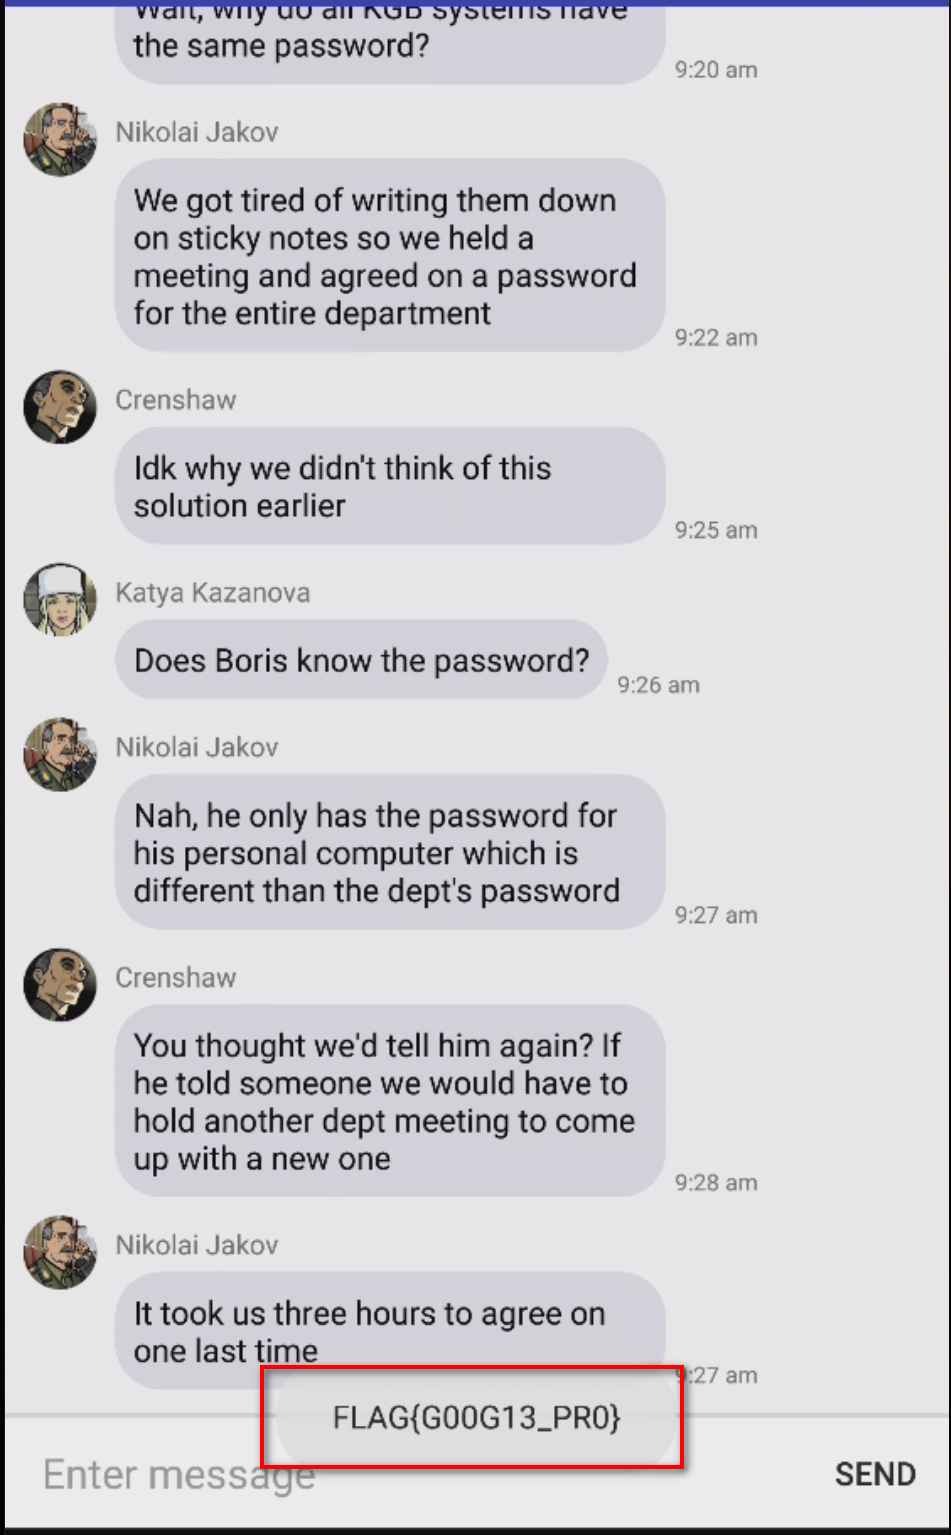 Wait, why do all KGB systems have
the same password?
9:20 am
Nikolai Jakov
We got tired of writing them down
on sticky notes so we held a
meeting and agreed on a password
for the entire department
9:22 am
Crenshaw
Idk why we didn't think of this
solution earlier
9:25 am
Katya Kazanova
Does Boris know the password?
9:26 am
Nikolai Jakov
Nah, he only has the password for
his personal computer which is
different than the dept's password
9:27 am
Crenshaw
You thought we'd tell him again? If
he told someone we would have to
hold another dept meeting to come
up with a new one
9:28 am
Nikolai Jakov
It took us three hours to agree on
one last time
9:27 am
FLAG{G00G13_PR0}
Enter message
SEND